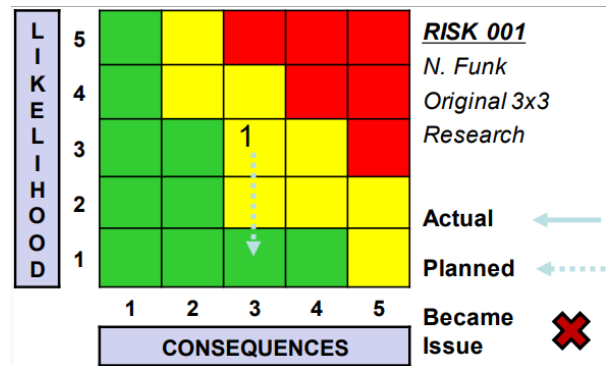 LIKELIHOOD
5
4
3
2
1
1
1 2 3 4 5
CONSEQUENCES
RISK 001
N. Funk
Original 3x3
Research
Actual
Planned
Became
Issue